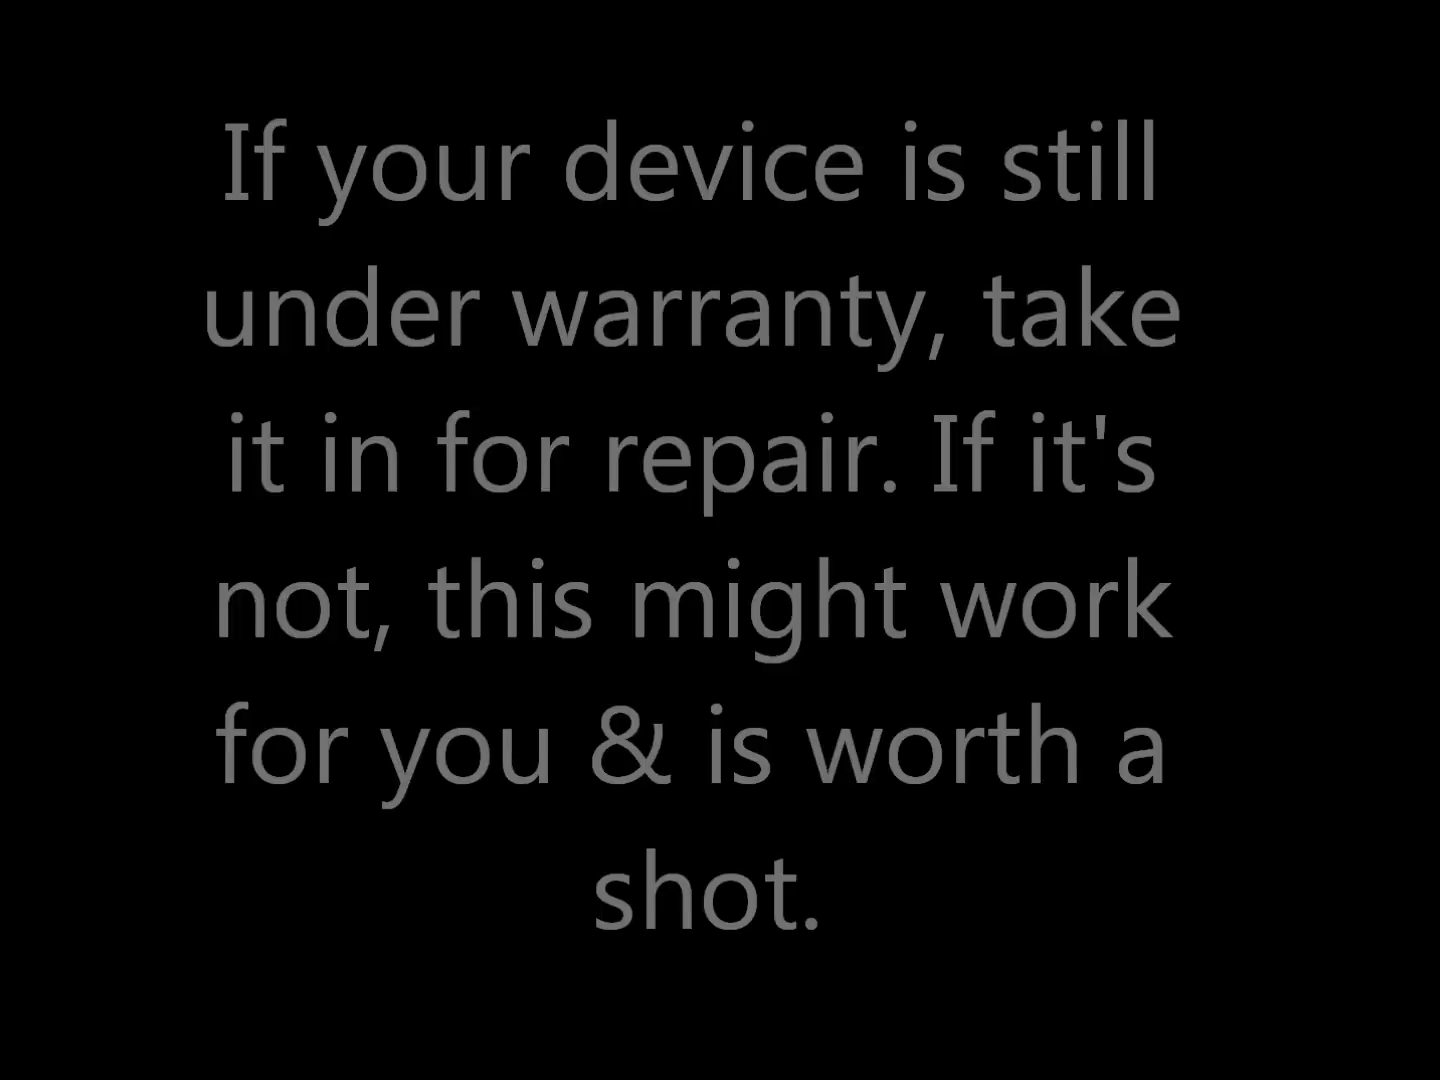 If your device is still
under warranty, take
it in for repair. If it's
not, this might work
for you & is worth a
shot.